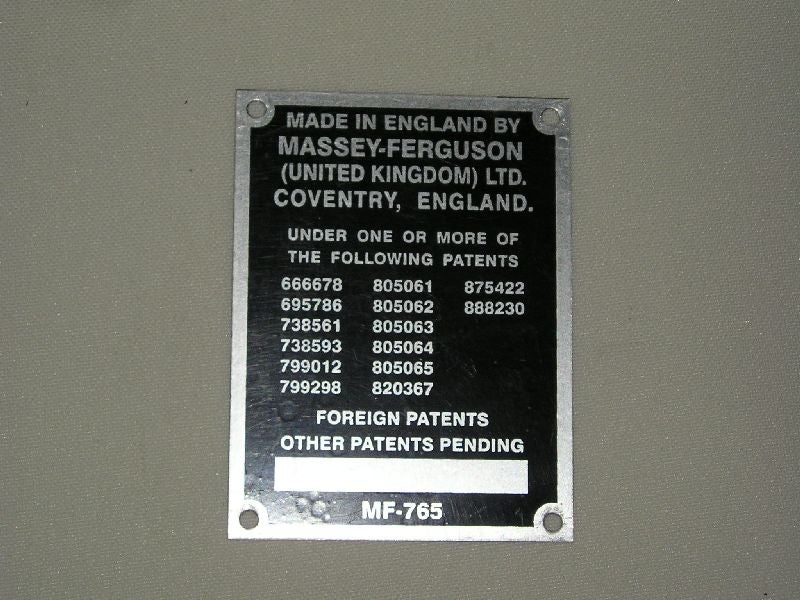 MADE IN ENGLAND BY
MASSEY-FERGUSON
(UNITED KINGDOM) LTD.
COVENTRY, ENGLAND.
UNDER ONE OR MORE OF
THE FOLLOWING PATENTS
666678 805061 875422
695786 805062 888230
738561 805063
738593 805064
799012 805065
799298 820367
FOREIGN PATENTS
OTHER PATENTS PENDING
MF-765